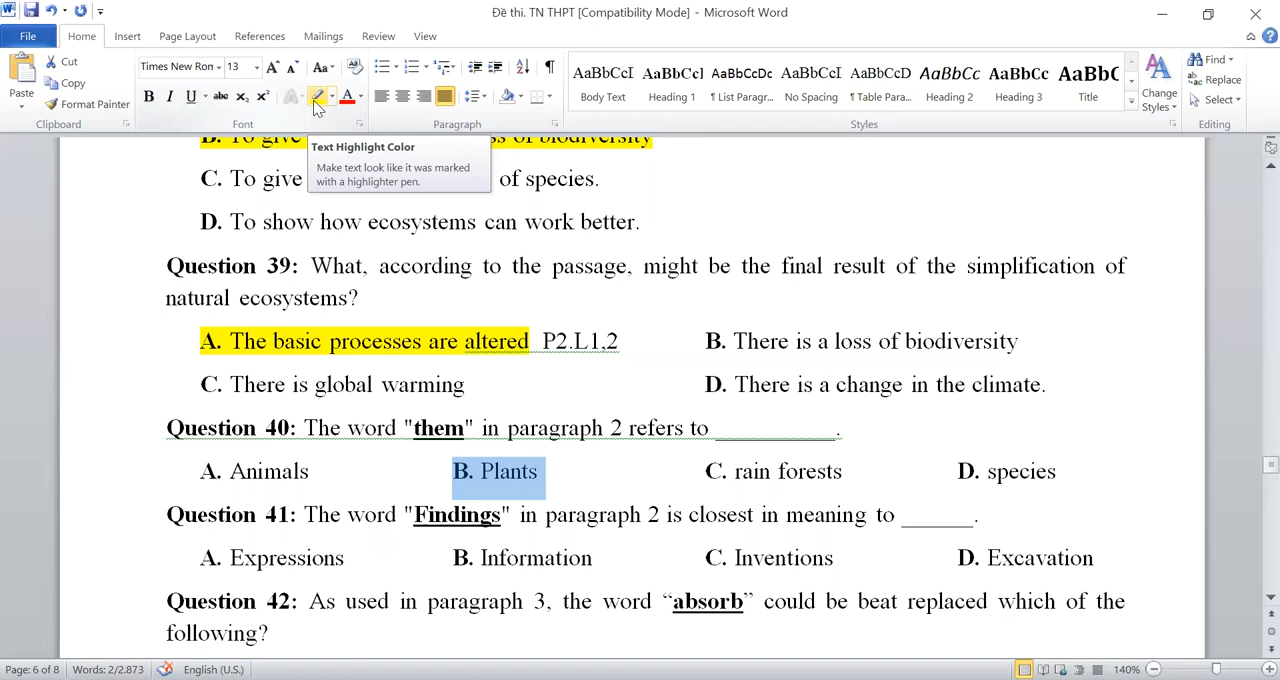 Đề thi. TN THPT [Compatibility Mode] - Microsoft Word
File Home Insert Page Layout References Mailings Review View
Paste
Cut
Copy
Format Painter
Clipboard
Times New Ron 13
Font
Paragraph
AaBbCcI AaBbCc] AaBbCcDc AaBbCcI AaBbCcD AaBbCc AaBbCc AaBbC
Body Text Heading 1 ¶ List Paragr... No Spacing ¶ Table Para... Heading 2 Heading 3 Title
Change Styles
Styles
Find
Replace
Select
Editing
Text Highlight Color
Make text look like it was marked
with a highlighter pen.
B. To give ss of biodiversity
C. To give of species.
D. To show how ecosystems can work better.
Question 39: What, according to the passage, might be the final result of the simplification of
natural ecosystems?
A. The basic processes are altered P2.L1,2 B. There is a loss of biodiversity
C. There is global warming D. There is a change in the climate.
Question 40: The word "them" in paragraph 2 refers to ___________.
A. Animals B. Plants C. rain forests D. species
Question 41: The word "Findings" in paragraph 2 is closest in meaning to ______.
A. Expressions B. Information C. Inventions D. Excavation
Question 42: As used in paragraph 3, the word “absorb” could be beat replaced which of the
following?
Page: 6 of 8 Words: 2/2.873 English (U.S.) 140%